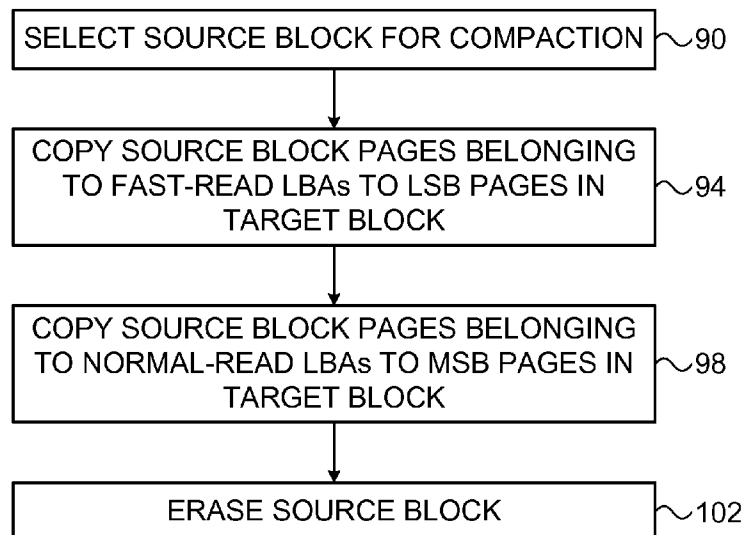 SELECT SOURCE BLOCK FOR COMPACTION 90
COPY SOURCE BLOCK PAGES BELONGING
TO FAST-READ LBAs TO LSB PAGES IN
TARGET BLOCK
94
COPY SOURCE BLOCK PAGES BELONGING
TO NORMAL-READ LBAs TO MSB PAGES IN
TARGET BLOCK
98
ERASE SOURCE BLOCK 102